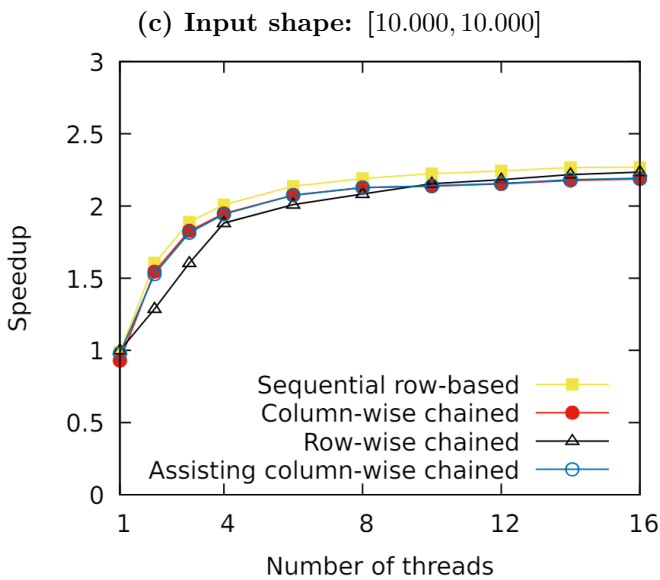 (c) Input shape: [10.000, 10.000]
3
2.5
2
1.5
1
0.5
0
Speedup
Sequential row-based
Column-wise chained
Row-wise chained
Assisting column-wise chained
1 4 8 12 16
Number of threads